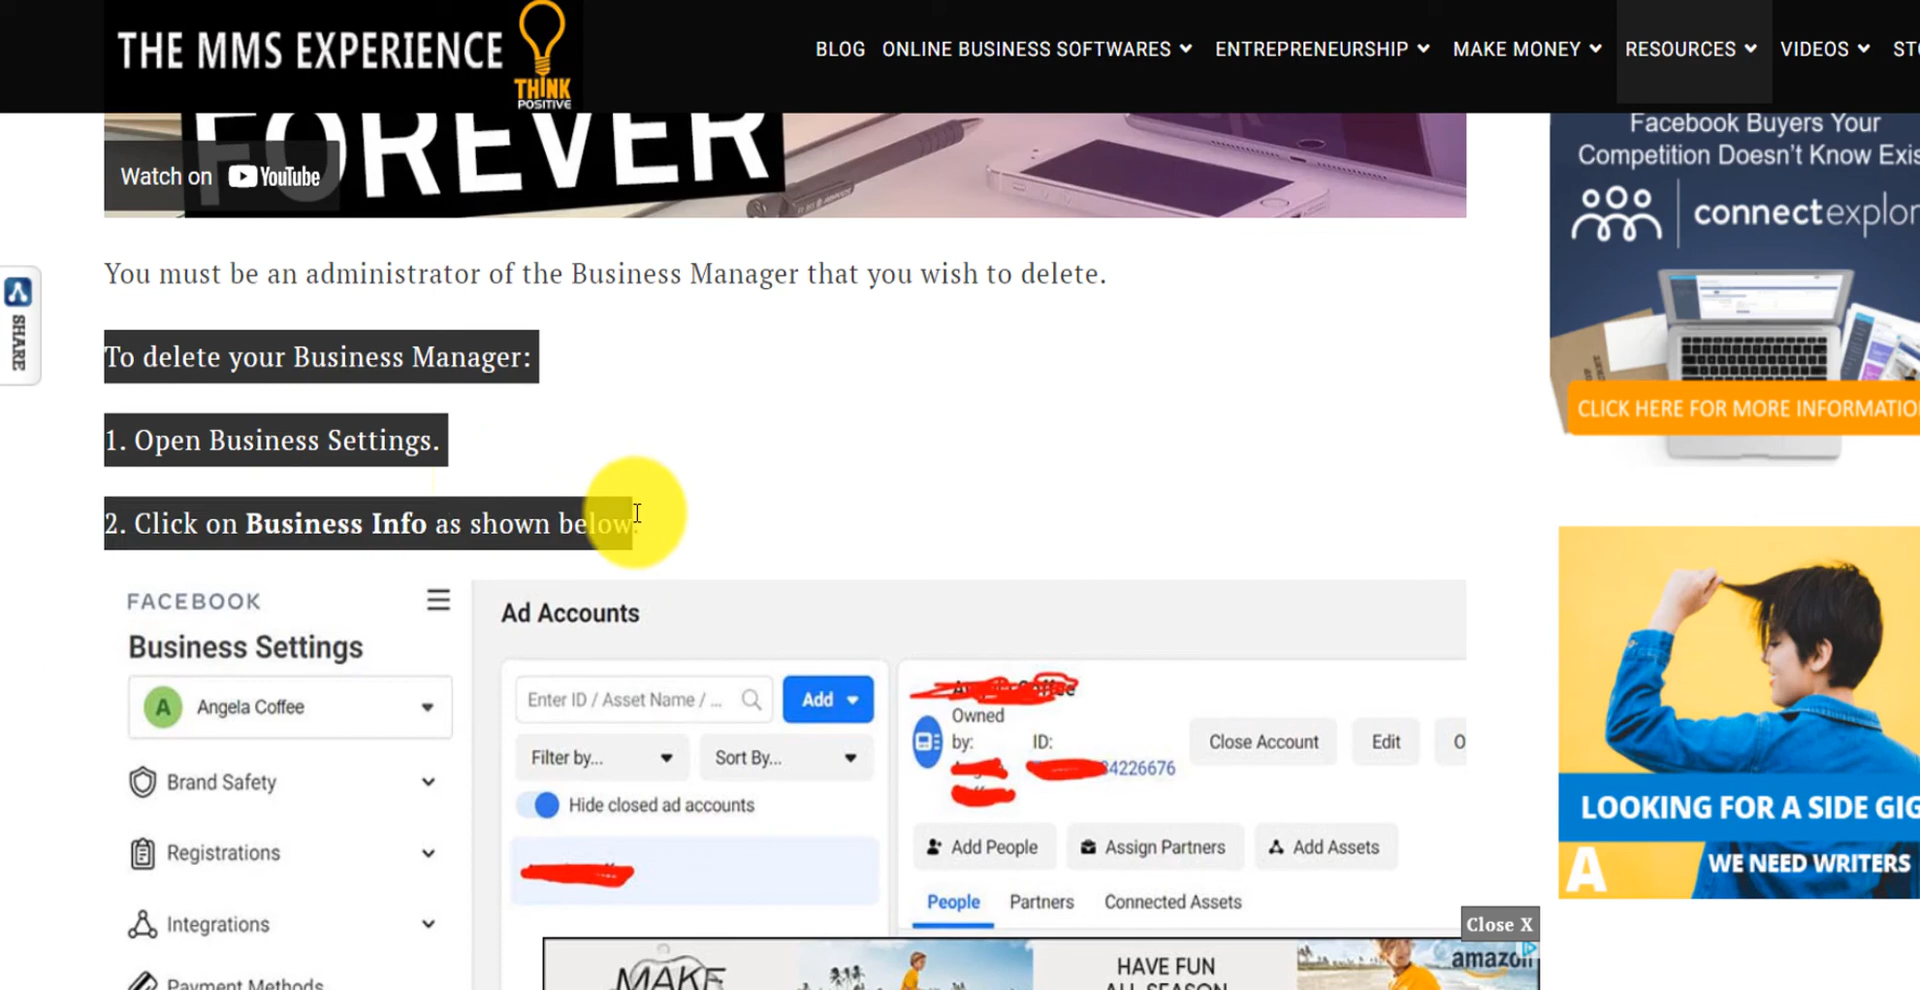 THE MMS EXPERIENCE
THINK
POSITIVE
BLOG ONLINE BUSINESS SOFTWARES ENTREPRENEURSHIP MAKE MONEY RESOURCES VIDEOS
FOREVER
Watch on YouTube
Facebook Buyers Your
Competition Doesn't Know
connect
CLICK HERE FOR MORE
SHARE
You must be an administrator of the Business Manager that you wish to delete.
To delete your Business Manager:
1. Open Business Settings.
2. Click on Business Info as shown below.
FACEBOOK
Business Settings
A Angela Coffee
Brand Safety
Registrations
Integrations
Payment Methods
Ad Accounts
Enter ID / Asset Name / ...
Add
Filter by...
Sort By...
Hide closed ad accounts
Owned
by:
ID:
84226676
Close Account
Edit
Add People
Assign Partners
Add Assets
People
Partners
Connected Assets
Close X
MAKE
HAVE FUN
ALL SEASON
amazon
LOOKING FOR A SIDE
A WE NEED WRITERS